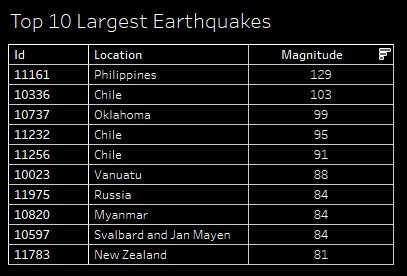 Top 10 Largest Earthquakes
Id Location Magnitude
11161 Philippines 129
10336 Chile 103
10737 Oklahoma 99
11232 Chile 95
11256 Chile 91
10023 Vanuatu 88
11975 Russia 84
10820 Myanmar 84
10597 Svalbard and Jan Mayen 84
11783 New Zealand 81